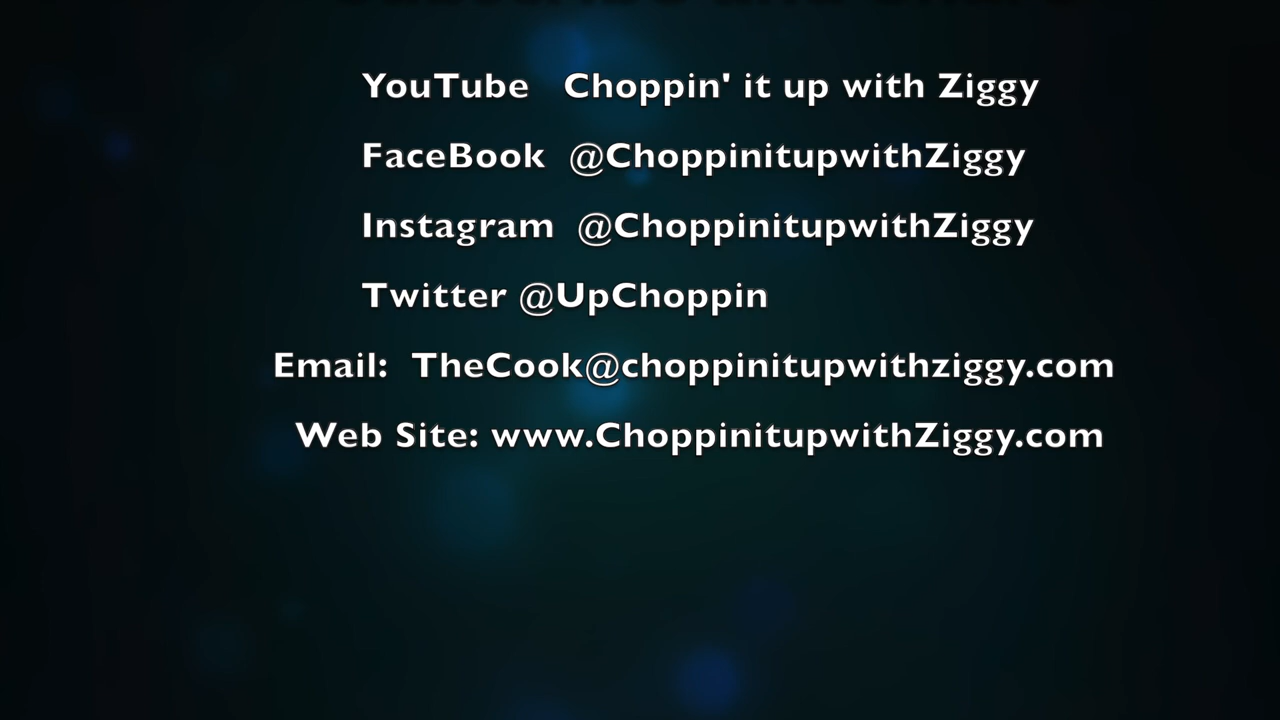 YouTube Choppin' it up with Ziggy
FaceBook @ChoppinitupwithZiggy
Instagram @ChoppinitupwithZiggy
Twitter @UpChoppin
Email: TheCook@choppinitupwithziggy.com
Web Site: www.ChoppinitupwithZiggy.com